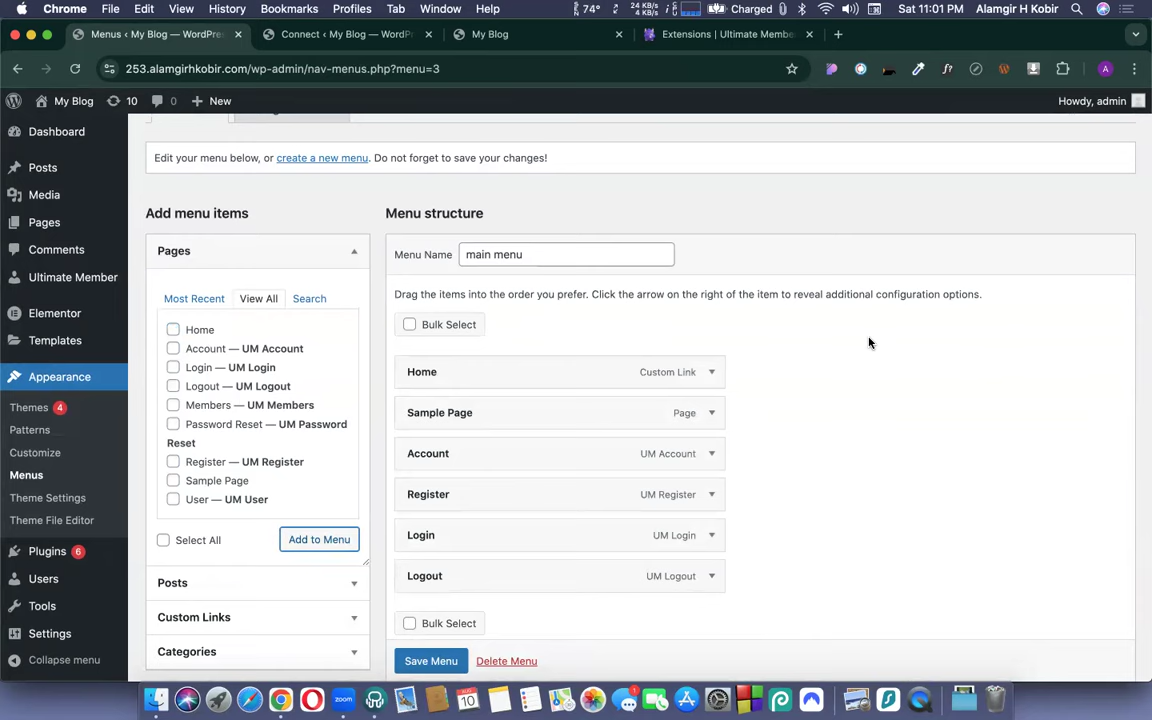 Chrome File Edit View History Bookmarks Profiles Tab Window Help
74° 24 KB/s 4 KB/s Charged Sat 11:01 PM Alamgir H Kobir
Menus ‹ My Blog — WordPre Connect ‹ My Blog — WordPr My Blog Extensions | Ultimate Membe
253.alamgirhkobir.com/wp-admin/nav-menus.php?menu=3
A
My Blog 10 0 New Howdy, admin
Dashboard
Posts
Media
Pages
Comments
Ultimate Member
Elementor
Templates
Appearance
Themes 4
Patterns
Customize
Menus
Theme Settings
Theme File Editor
Plugins 6
Users
Tools
Settings
Collapse menu
Edit your menu below, or create a new menu. Do not forget to save your changes!
Add menu items
Pages
Most Recent View All Search
Home
Account — UM Account
Login — UM Login
Logout — UM Logout
Members — UM Members
Password Reset — UM Password
Reset
Register — UM Register
Sample Page
User — UM User
Select All Add to Menu
Posts
Custom Links
Categories
Menu structure
Menu Name main menu
Drag the items into the order you prefer. Click the arrow on the right of the item to reveal additional configuration options.
Bulk Select
Home Custom Link
Sample Page Page
Account UM Account
Register UM Register
Login UM Login
Logout UM Logout
Bulk Select
Save Menu Delete Menu
zoom
10